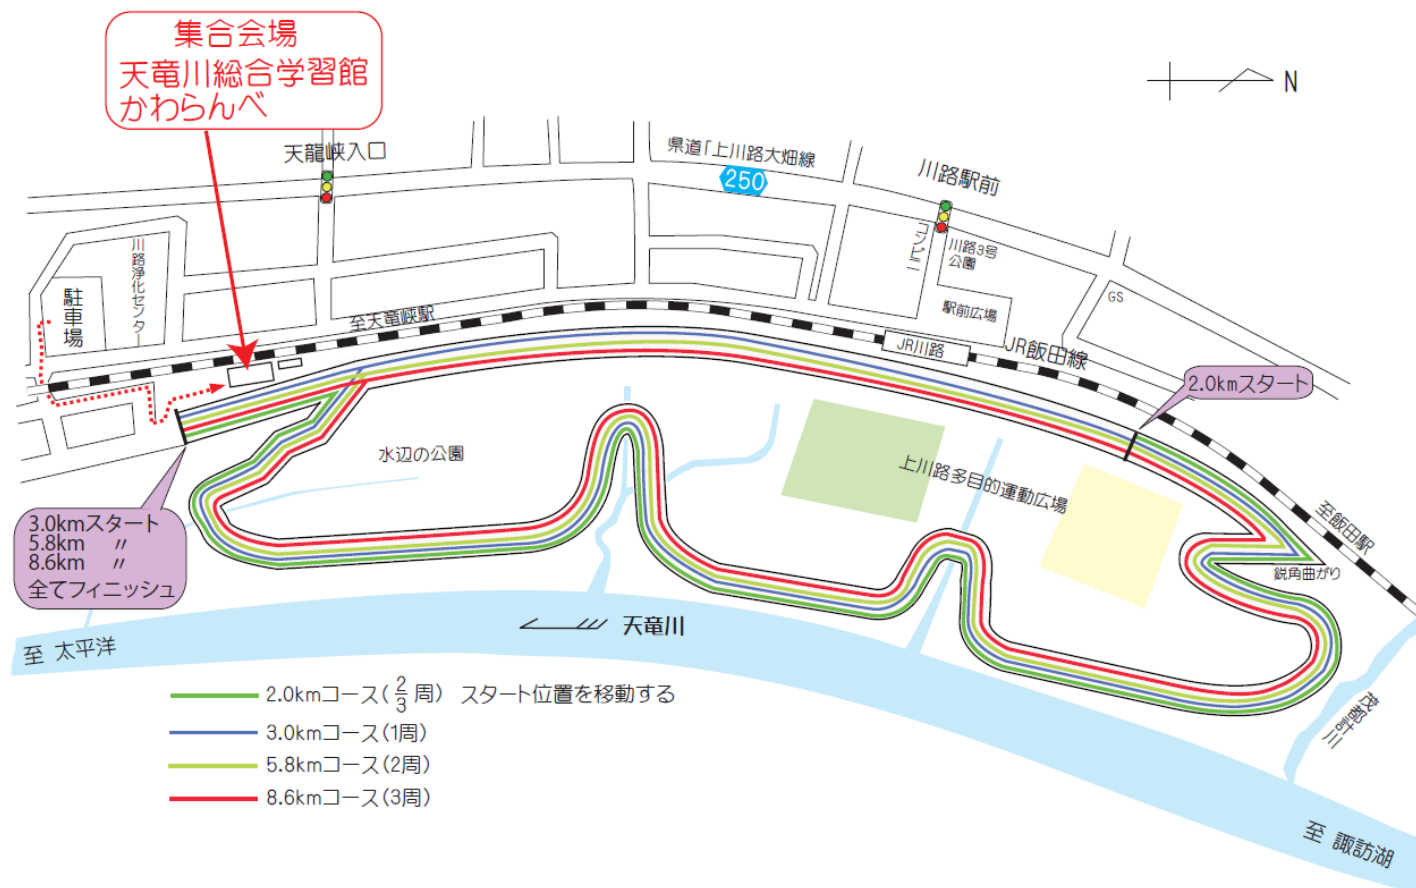 集合会場
天竜川総合学習館
かわらんべ
N
天龍峡入口
県道「上川路大畑線
250
川路駅前
コンビニ
川路3号
公園
駅前広場
GS
川路浄化センター
駐車場
至天竜峡駅
JR川路
JR飯田線
2.0kmスタート
水辺の公園
上川路多目的運動広場
至飯田駅
鋭角曲がり
3.0kmスタート
5.8km 〃
8.6km 〃
全てフィニッシュ
天竜川
至 太平洋
2.0kmコース(2/3周) スタート位置を移動する
3.0kmコース(1周)
5.8kmコース(2周)
8.6kmコース(3周)
茂都計川
至 諏訪湖